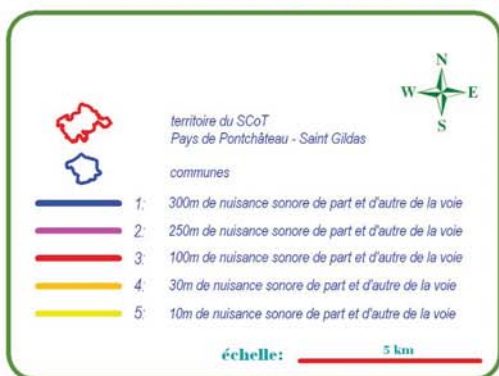 N
W E
S
territoire du SCoT
Pays de Pontchâteau - Saint Gildas
communes
1: 300m de nuisance sonore de part et d'autre de la voie
2: 250m de nuisance sonore de part et d'autre de la voie
3: 100m de nuisance sonore de part et d'autre de la voie
4: 30m de nuisance sonore de part et d'autre de la voie
5: 10m de nuisance sonore de part et d'autre de la voie
échelle: 5 km